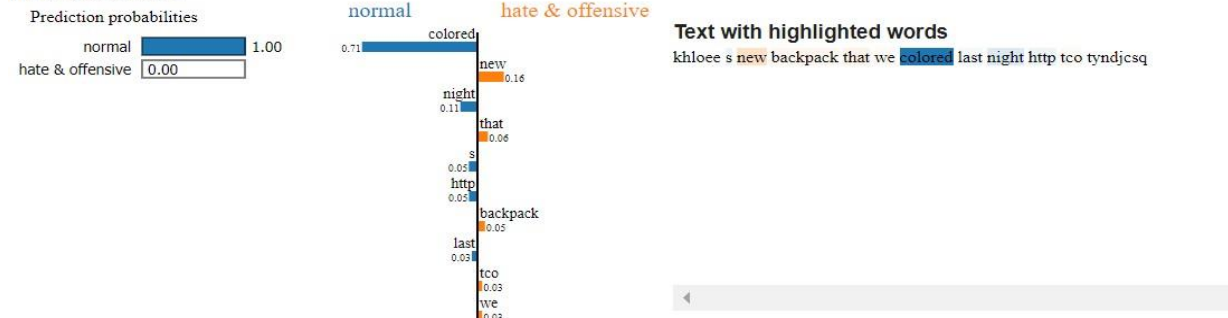 Prediction probabilities
normal 1.00
hate & offensive 0.00
normal hate & offensive
colored
0.71
new
0.16
night
0.11
that
0.06
s
0.05
http
0.05
backpack
0.05
last
0.03
tco
0.03
we
0.03
Text with highlighted words
khloee s new backpack that we colored last night http tco tyndjcsq